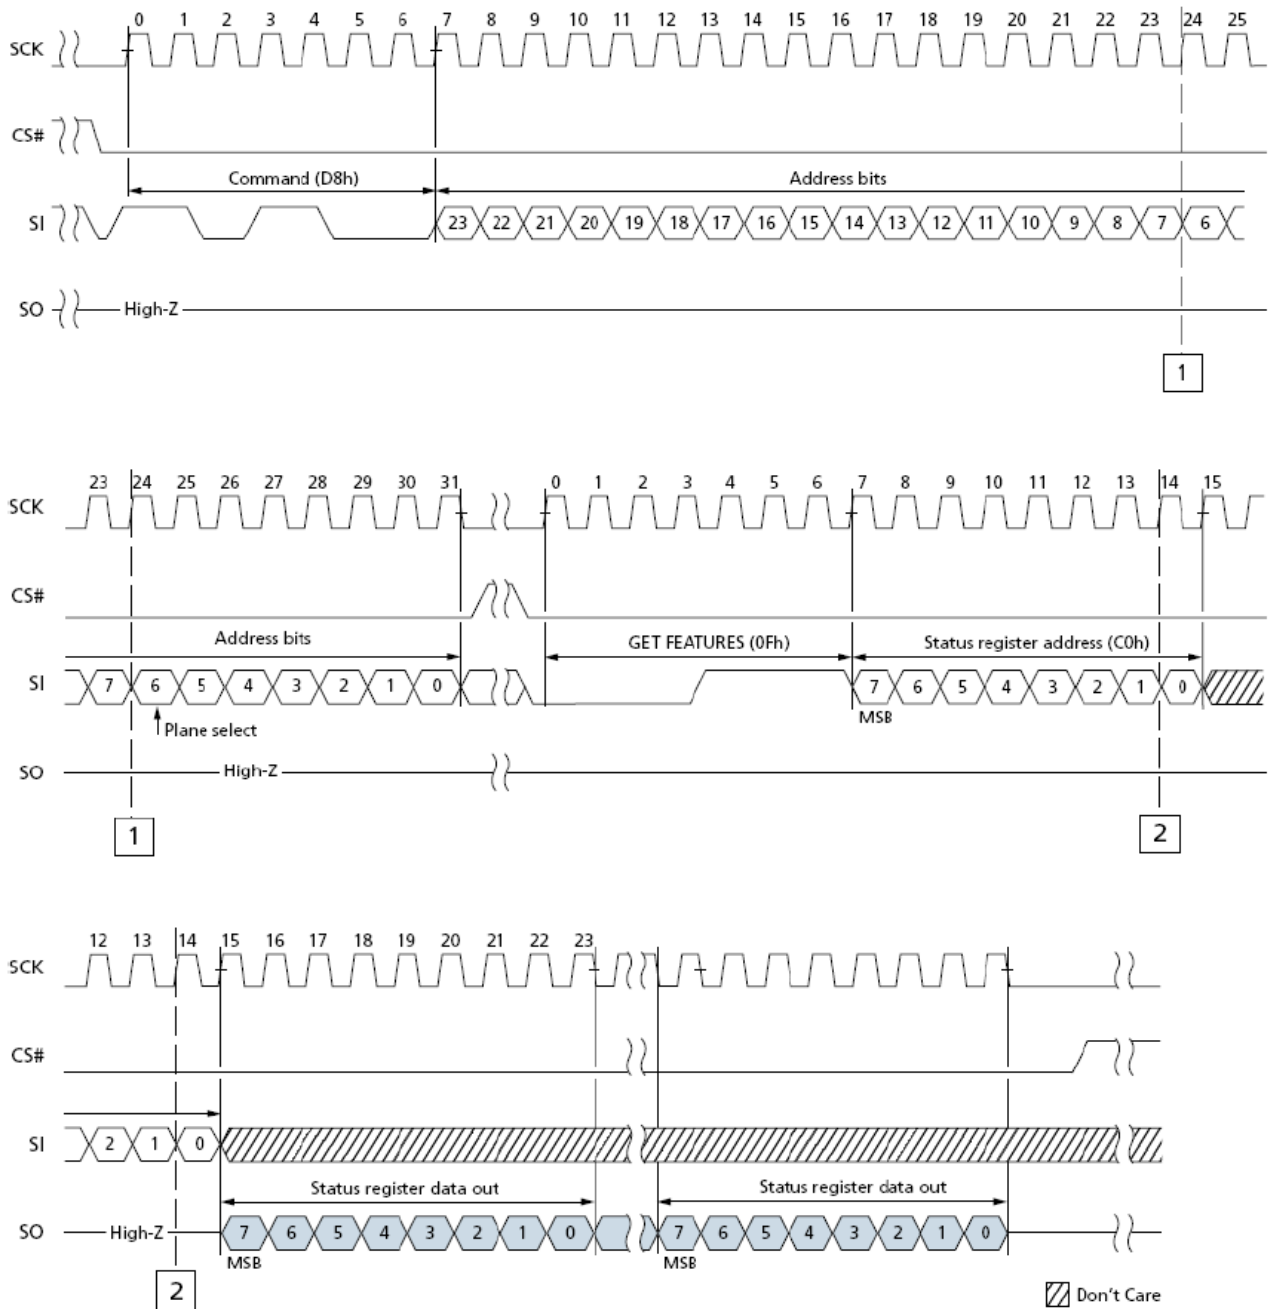 0 1 2 3 4 5 6 7 8 9 10 11 12 13 14 15 16 17 18 19 20 21 22 23 24 25
SCK
CS#
Command (D8h) Address bits
SI 23 22 21 20 19 18 17 16 15 14 13 12 11 10 9 8 7 6
SO High-Z
1
23 24 25 26 27 28 29 30 31 0 1 2 3 4 5 6 7 8 9 10 11 12 13 14 15
SCK
CS#
Address bits GET FEATURES (0Fh) Status register address (C0h)
SI 7 6 5 4 3 2 1 0 7 6 5 4 3 2 1 0
MSB
Plane select
SO High-Z
1 2
12 13 14 15 16 17 18 19 20 21 22 23
SCK
CS#
SI 2 1 0
Status register data out Status register data out
SO High-Z 7 6 5 4 3 2 1 0 7 6 5 4 3 2 1 0
MSB MSB
2
Don't Care